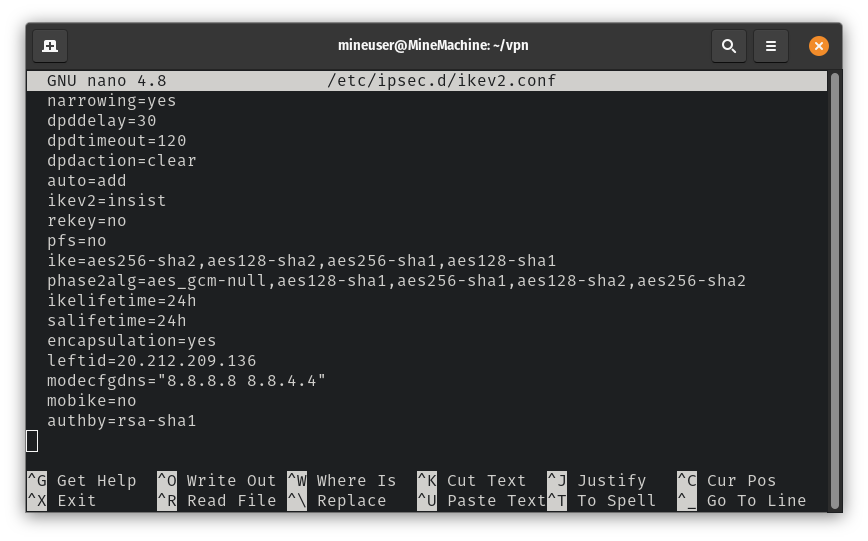 mineuser@MineMachine: ~/vpn
GNU nano 4.8 /etc/ipsec.d/ikev2.conf
narrowing=yes
dpddelay=30
dpdtimeout=120
dpdaction=clear
auto=add
ikev2=insist
rekey=no
pfs=no
ike=aes256-sha2,aes128-sha2,aes256-sha1,aes128-sha1
phase2alg=aes_gcm-null,aes128-sha1,aes256-sha1,aes128-sha2,aes256-sha2
ikelifetime=24h
salifetime=24h
encapsulation=yes
leftid=20.212.209.136
modecfgdns="8.8.8.8 8.8.4.4"
mobike=no
authby=rsa-sha1
^G Get Help ^O Write Out ^W Where Is ^K Cut Text ^J Justify ^C Cur Pos
^X Exit ^R Read File ^\ Replace ^U Paste Text ^T To Spell ^_ Go To Line